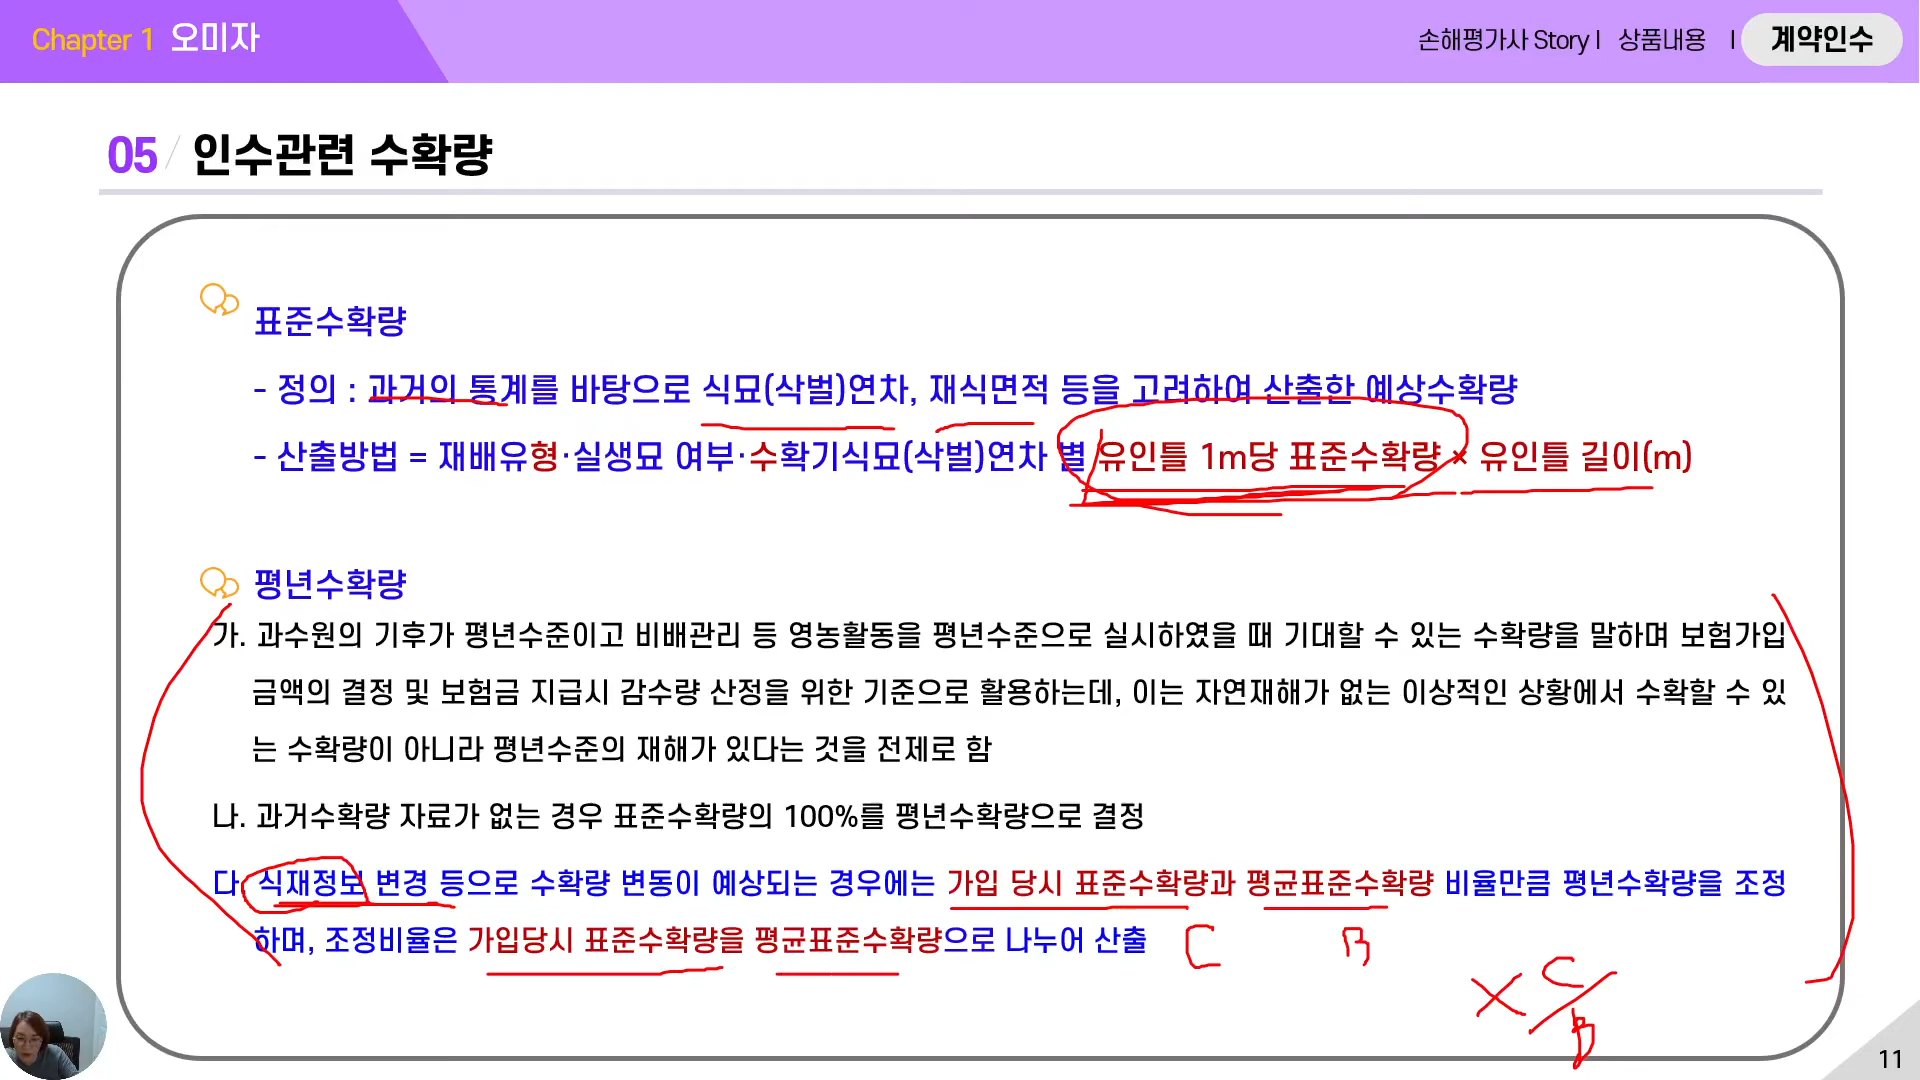 Chapter 1 오미자
손해평가사 Story I 상품내용 I 계약인수
05 / 인수관련 수확량
표준수확량
- 정의 : 과거의 통계를 바탕으로 식묘(삭벌)연차, 재식면적 등을 고려하여 산출한 예상수확량
- 산출방법 = 재배유형·실생묘 여부·수확기식묘(삭벌)연차 별 유인틀 1m당 표준수확량 × 유인틀 길이(m)
평년수확량
가. 과수원의 기후가 평년수준이고 비배관리 등 영농활동을 평년수준으로 실시하였을 때 기대할 수 있는 수확량을 말하며 보험가입
금액의 결정 및 보험금 지급시 감수량 산정을 위한 기준으로 활용하는데, 이는 자연재해가 없는 이상적인 상황에서 수확할 수 있
는 수확량이 아니라 평년수준의 재해가 있다는 것을 전제로 함
나. 과거수확량 자료가 없는 경우 표준수확량의 100%를 평년수확량으로 결정
다. 식재정보 변경 등으로 수확량 변동이 예상되는 경우에는 가입 당시 표준수확량과 평균표준수확량 비율만큼 평년수확량을 조정
하며, 조정비율은 가입당시 표준수확량을 평균표준수확량으로 나누어 산출
C B
× C/B
11